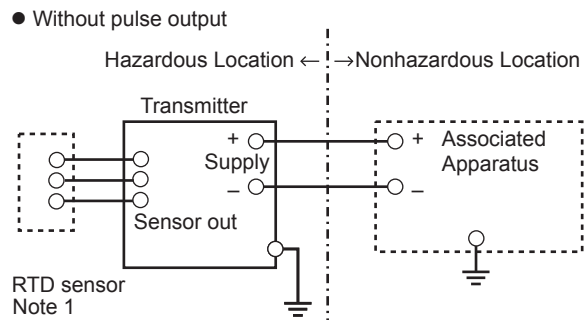 ● Without pulse output
Hazardous Location ← → Nonhazardous Location
Transmitter
+ Supply –
Sensor out
+ Associated Apparatus –
RTD sensor
Note 1